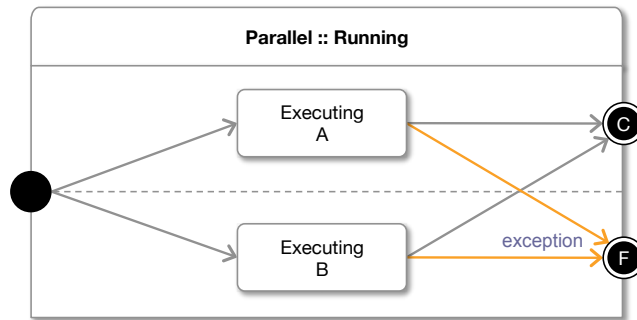 Parallel :: Running
Executing
A
C
Executing
B
exception
F